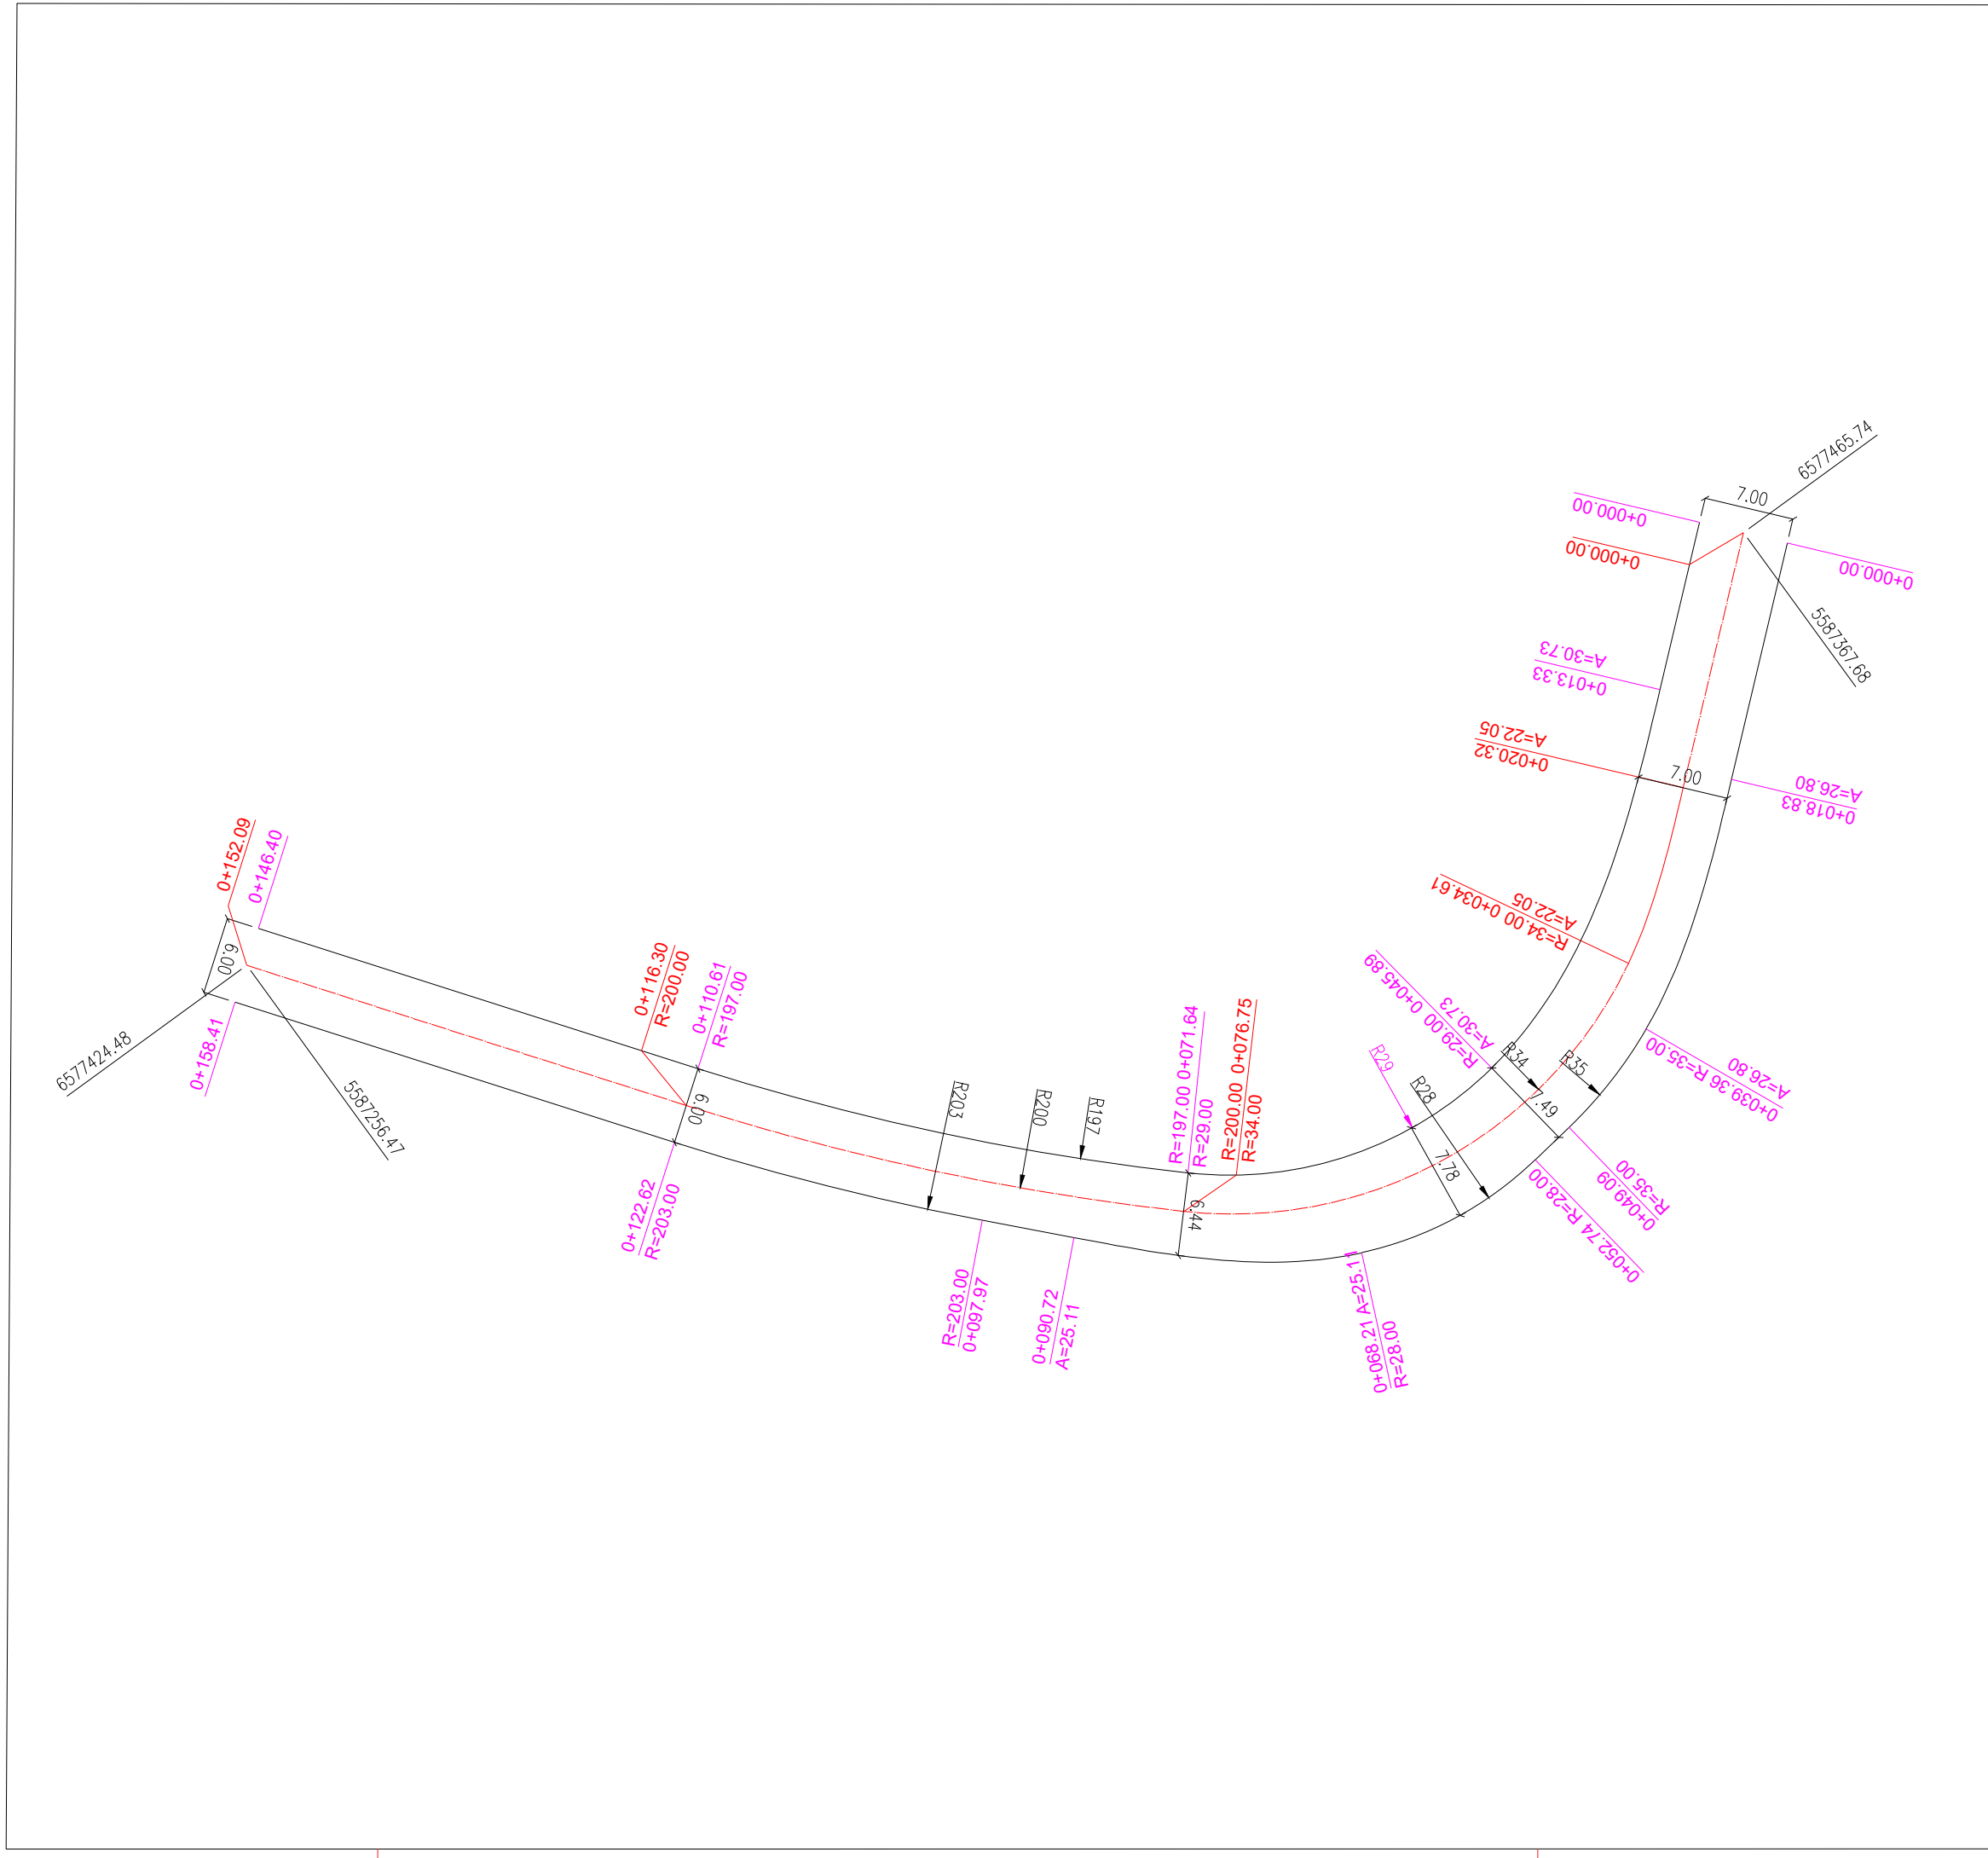 6577465.74
7.00
0+000.00
0+000.00
0+000.00
5587367.68
A=30.73
0+013.33
A=22.05
0+020.32
7.00
A=26.80
0+018.83
0+152.09
0+146.40
6.00
A=22.05
R=34.00 0+034.61
0+116.30
R=200.00
0+110.61
R=197.00
6577424.48
0+158.41
5587256.47
6.00
R203
R200
R197
R=197.00 0+071.64
R=29.00
R=200.00 0+076.75
R=34.00
A=30.73
R=29.00 0+045.89
R29
R28
R34
R35
7.49
7.78
A=26.80
0+039.36 R=35.00
R=35.00
0+049.09
0+052.74 R=28.00
6.44
0+122.62
R=203.00
R=203.00
0+097.97
0+090.72
A=25.11
0+068.21 A=25.11
R=28.00